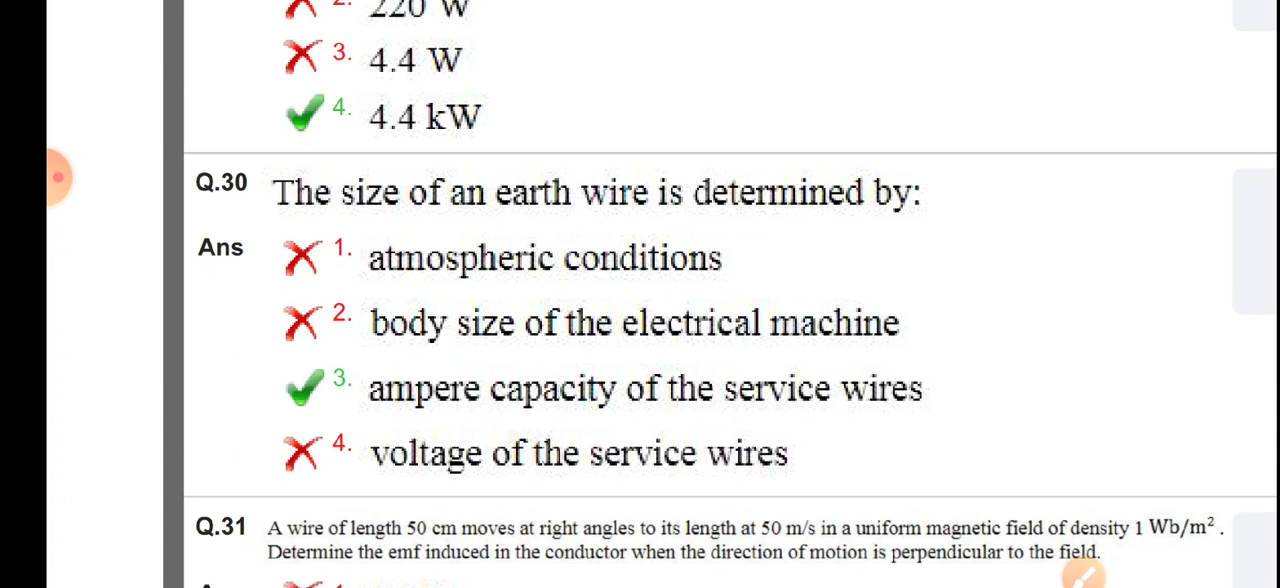 2. 220 W
3. 4.4 W
4. 4.4 kW
Q.30 The size of an earth wire is determined by:
Ans 1. atmospheric conditions
2. body size of the electrical machine
3. ampere capacity of the service wires
4. voltage of the service wires
Q.31 A wire of length 50 cm moves at right angles to its length at 50 m/s in a uniform magnetic field of density 1 Wb/m².
Determine the emf induced in the conductor when the direction of motion is perpendicular to the field.